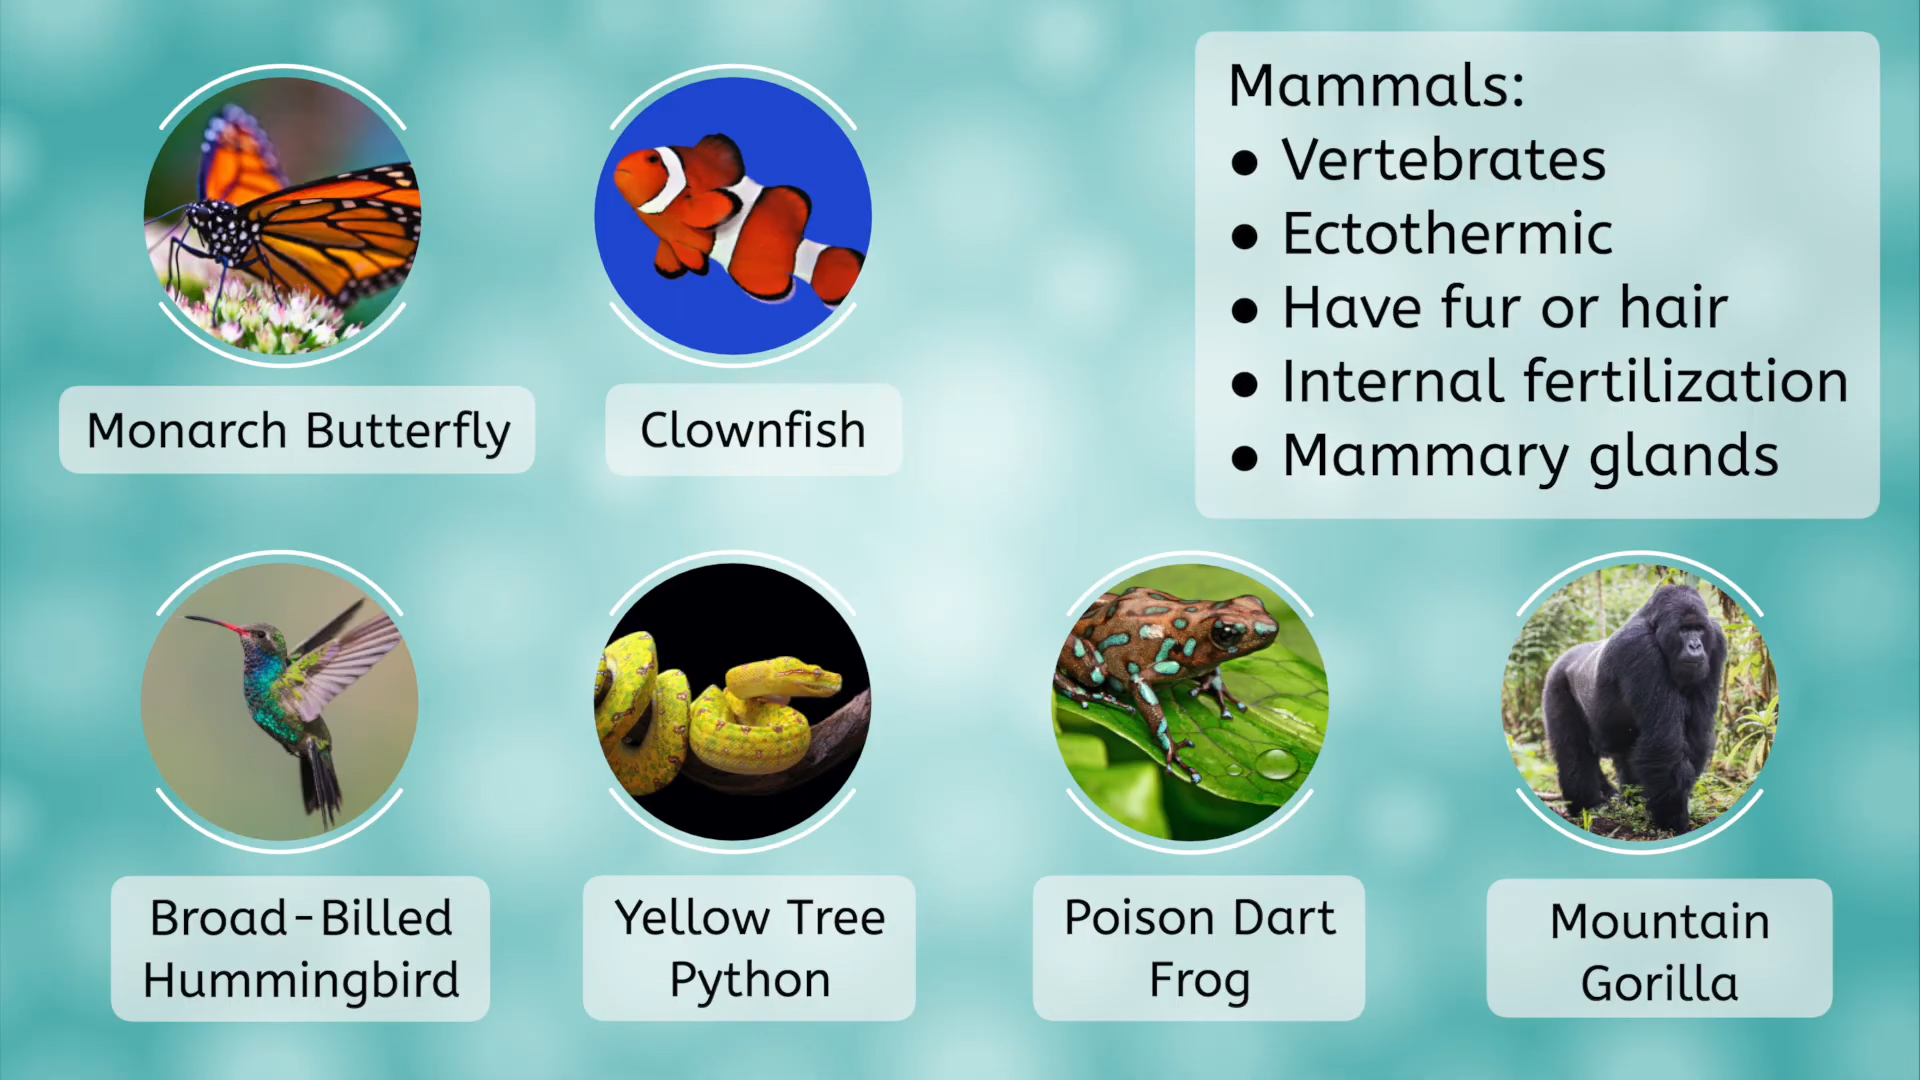 Mammals:
● Vertebrates
● Ectothermic
● Have fur or hair
● Internal fertilization
● Mammary glands
Monarch Butterfly
Clownfish
Broad-Billed
Hummingbird
Yellow Tree
Python
Poison Dart
Frog
Mountain
Gorilla